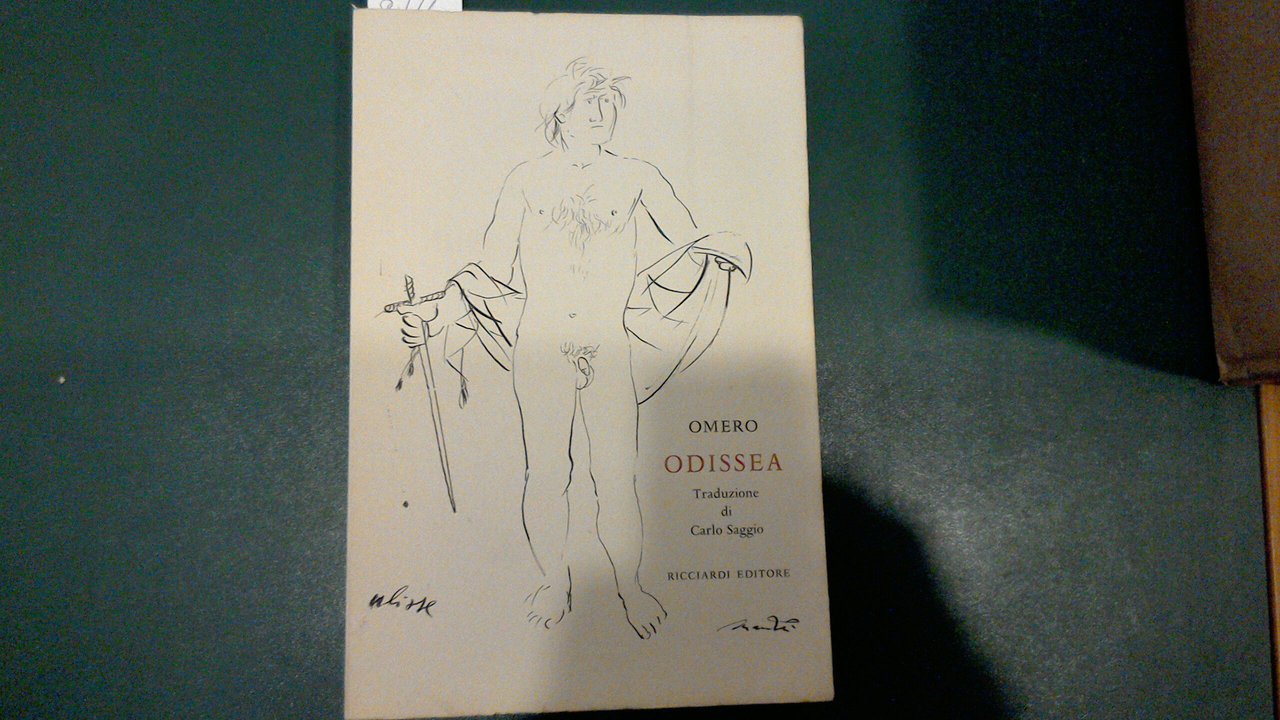 OMERO
ODISSEA
Traduzione
di
Carlo Saggio
RICCIARDI EDITORE
ulisse